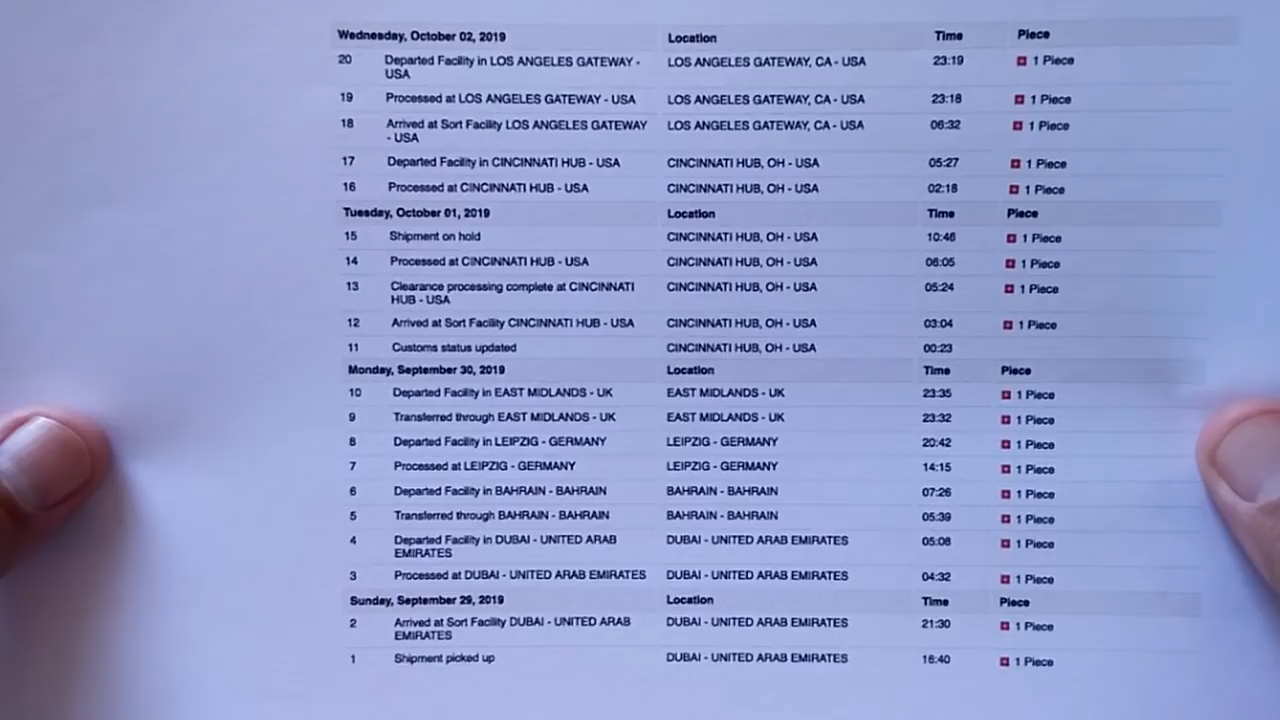 Wednesday, October 02, 2019 Location Time Piece
20 Departed Facility in LOS ANGELES GATEWAY - LOS ANGELES GATEWAY, CA - USA 23:19 1 Piece
USA
19 Processed at LOS ANGELES GATEWAY - USA LOS ANGELES GATEWAY, CA - USA 23:18 1 Piece
18 Arrived at Sort Facility LOS ANGELES GATEWAY LOS ANGELES GATEWAY, CA - USA 06:32 1 Piece
- USA
17 Departed Facility in CINCINNATI HUB - USA CINCINNATI HUB, OH - USA 05:27 1 Piece
16 Processed at CINCINNATI HUB - USA CINCINNATI HUB, OH - USA 02:18 1 Piece
Tuesday, October 01, 2019 Location Time Piece
15 Shipment on hold CINCINNATI HUB, OH - USA 10:46 1 Piece
14 Processed at CINCINNATI HUB - USA CINCINNATI HUB, OH - USA 06:05 1 Piece
13 Clearance processing complete at CINCINNATI CINCINNATI HUB, OH - USA 05:24 1 Piece
HUB - USA
12 Arrived at Sort Facility CINCINNATI HUB - USA CINCINNATI HUB, OH - USA 03:04 1 Piece
11 Customs status updated CINCINNATI HUB, OH - USA 00:23
Monday, September 30, 2019 Location Time Piece
10 Departed Facility in EAST MIDLANDS - UK EAST MIDLANDS - UK 23:35 1 Piece
9 Transferred through EAST MIDLANDS - UK EAST MIDLANDS - UK 23:32 1 Piece
8 Departed Facility in LEIPZIG - GERMANY LEIPZIG - GERMANY 20:42 1 Piece
7 Processed at LEIPZIG - GERMANY LEIPZIG - GERMANY 14:15 1 Piece
6 Departed Facility in BAHRAIN - BAHRAIN BAHRAIN - BAHRAIN 07:26 1 Piece
5 Transferred through BAHRAIN - BAHRAIN BAHRAIN - BAHRAIN 05:39 1 Piece
4 Departed Facility in DUBAI - UNITED ARAB DUBAI - UNITED ARAB EMIRATES 05:08 1 Piece
EMIRATES
3 Processed at DUBAI - UNITED ARAB EMIRATES DUBAI - UNITED ARAB EMIRATES 04:32 1 Piece
Sunday, September 29, 2019 Location Time Piece
2 Arrived at Sort Facility DUBAI - UNITED ARAB DUBAI - UNITED ARAB EMIRATES 21:30 1 Piece
EMIRATES
1 Shipment picked up DUBAI - UNITED ARAB EMIRATES 16:40 1 Piece